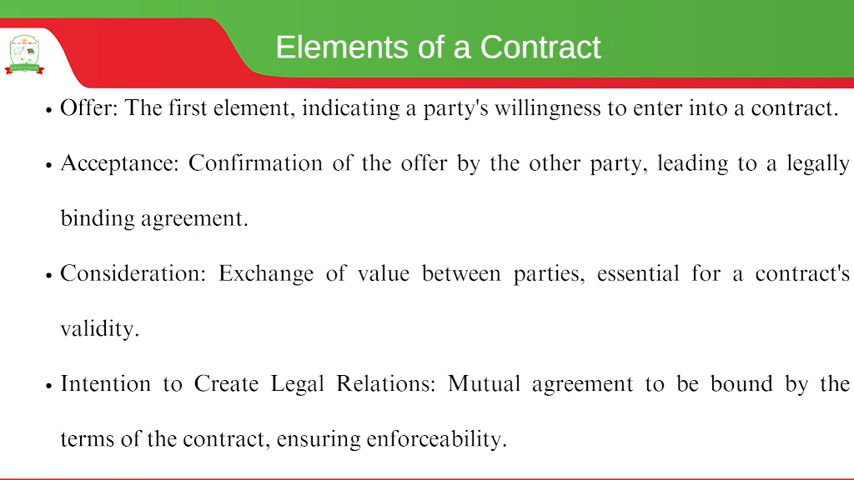 Elements of a Contract
• Offer: The first element, indicating a party's willingness to enter into a contract.
• Acceptance: Confirmation of the offer by the other party, leading to a legally
binding agreement.
• Consideration: Exchange of value between parties, essential for a contract's
validity.
• Intention to Create Legal Relations: Mutual agreement to be bound by the
terms of the contract, ensuring enforceability.